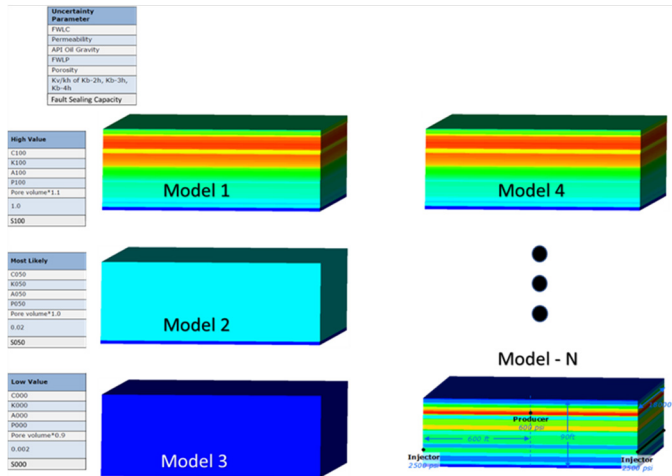 Uncertainty
Parameter
FWLC
Permeability
API Oil Gravity
FWLP
Porosity
Kv/kh of Kb-2h, Kb-3h,
Kb-4h
Fault Sealing Capacity
High Value
C100
K100
A100
P100
Pore volume*1.1
1.0
S100
Model 1
Model 4
Most Likely
C050
K050
A050
P050
Pore volume*1.0
0.02
S050
Model 2
Model - N
Low Value
C000
K000
A000
P000
Pore volume*0.9
0.002
S000
Model 3
Producer
600 psi
90ft
600 ft
Injector
2500 psi
Injector
2500 psi